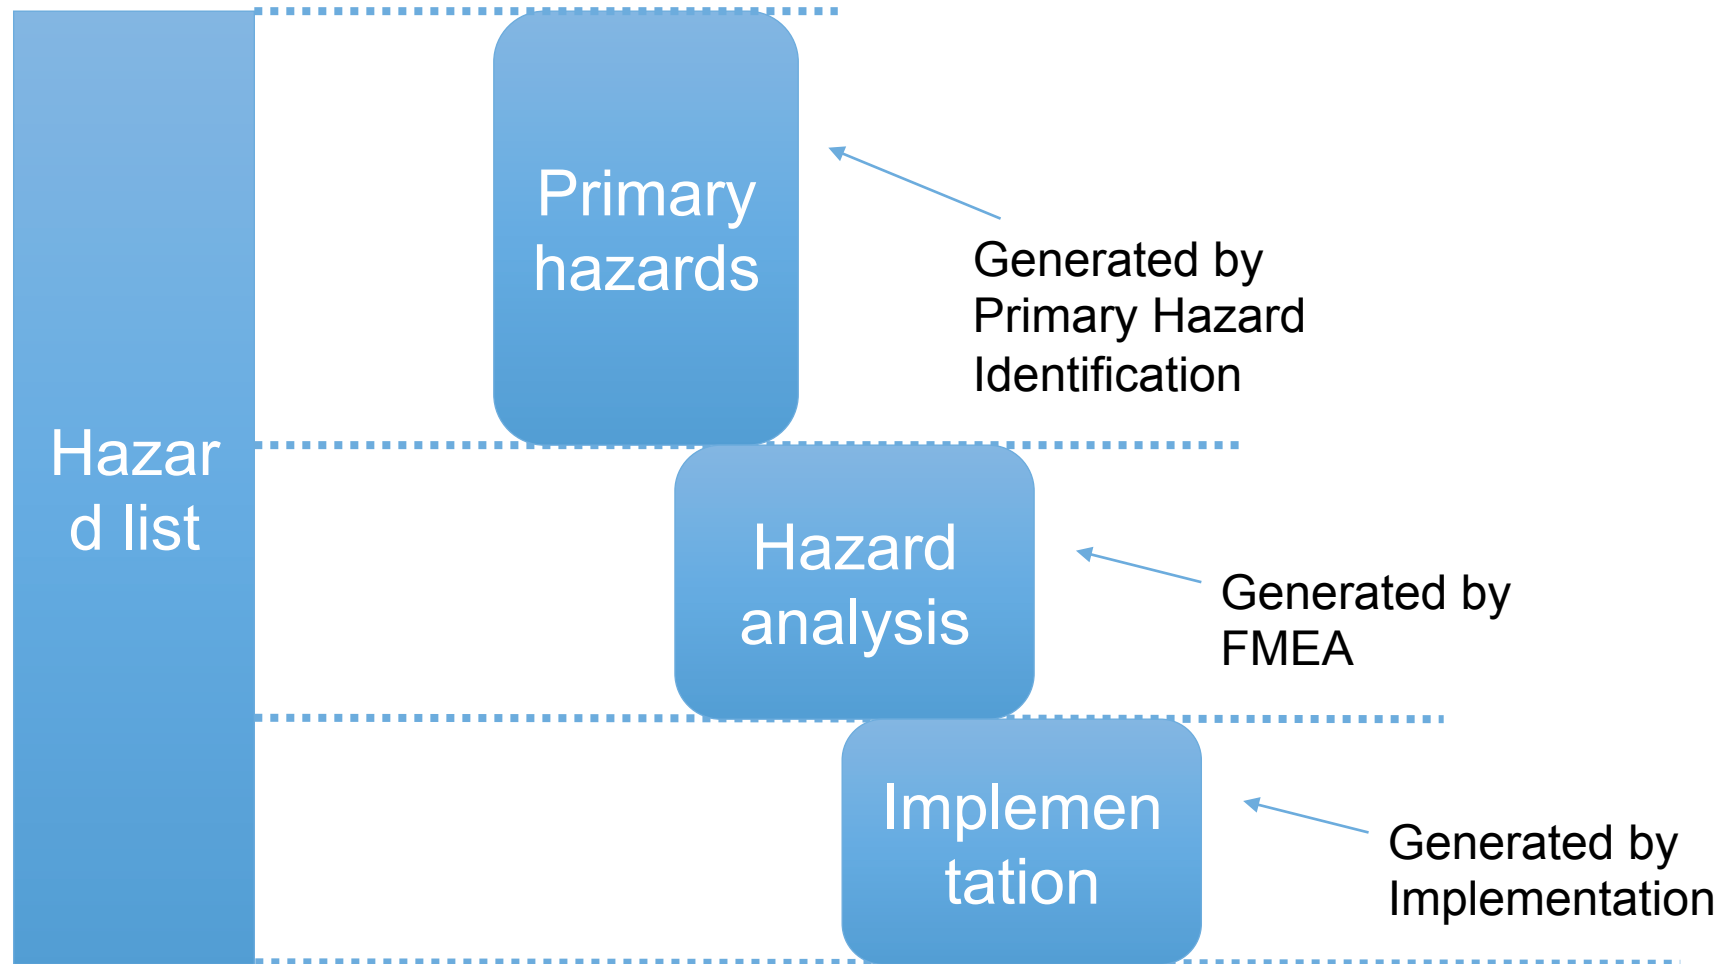 Hazar
d list
Primary
hazards
Generated by
Primary Hazard
Identification
Hazard
analysis
Generated by
FMEA
Implemen
tation
Generated by
Implementation